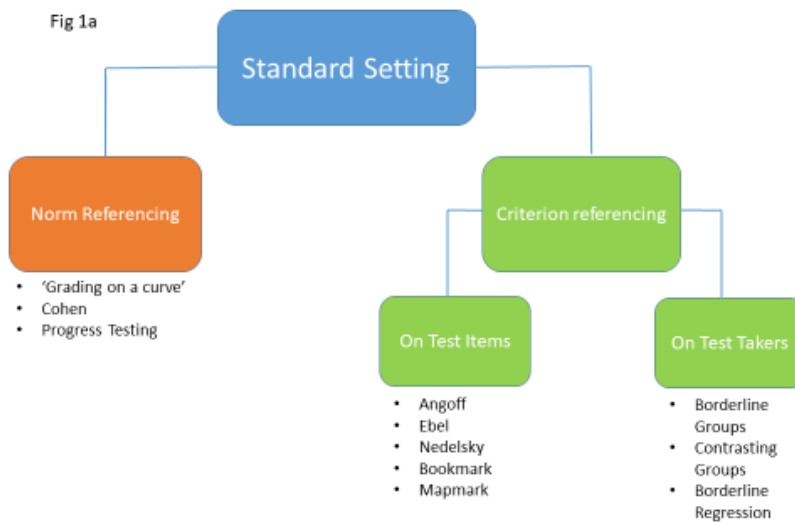 Fig 1a
Standard Setting
Norm Referencing
• 'Grading on a curve'
• Cohen
• Progress Testing
Criterion referencing
On Test Items
• Angoff
• Ebel
• Nedelsky
• Bookmark
• Mapmark
On Test Takers
• Borderline
Groups
• Contrasting
Groups
• Borderline
Regression